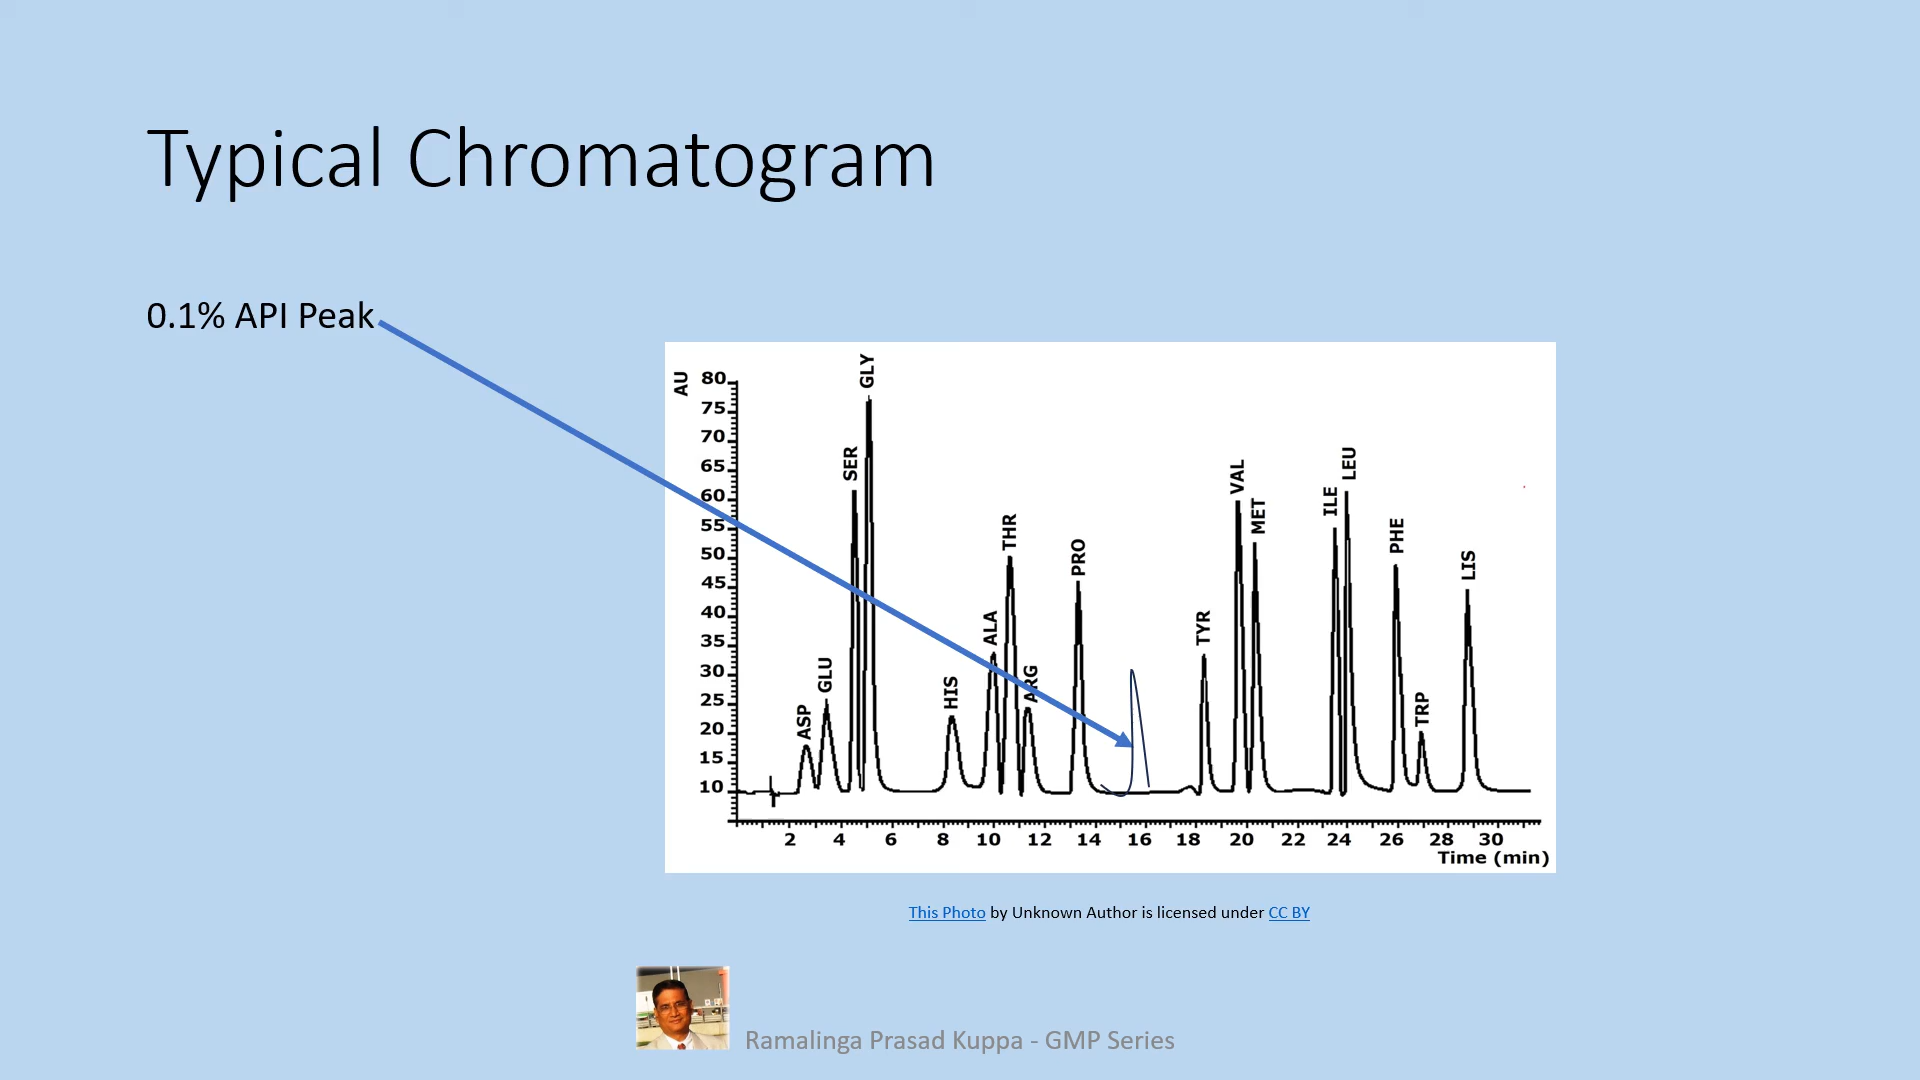 Typical Chromatogram
0.1% API Peak
AU
80
75
70
65
60
55
50
45
40
35
30
25
20
15
10
ASP
GLU
SER
GLY
HIS
ALA
THR
ARG
PRO
TYR
VAL
MET
ILE
LEU
PHE
TRP
LIS
2 4 6 8 10 12 14 16 18 20 22 24 26 28 30
Time (min)
This Photo by Unknown Author is licensed under CC BY
Ramalinga Prasad Kuppa - GMP Series